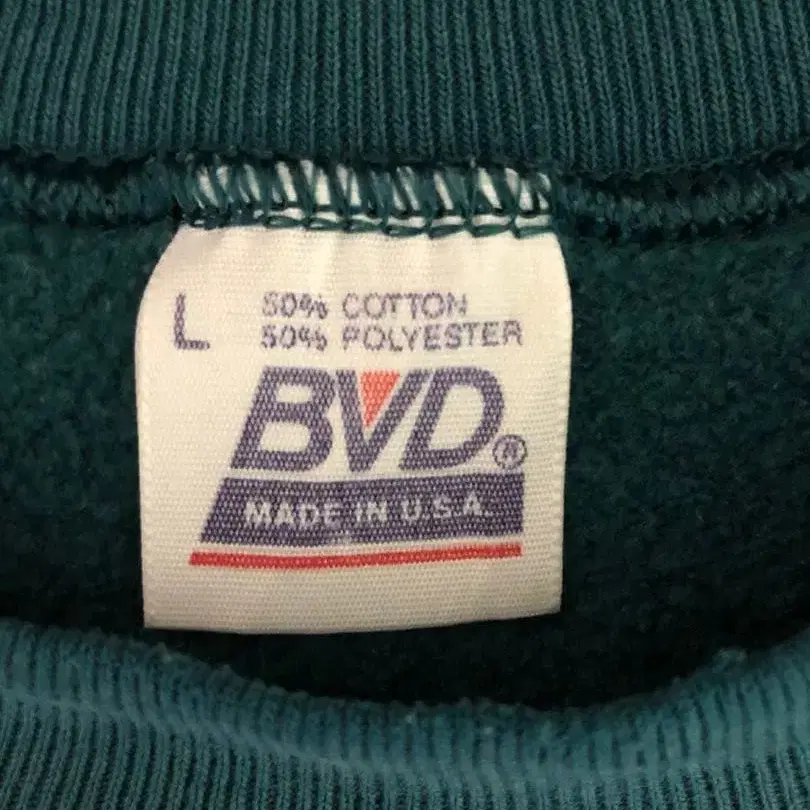 L
50% COTTON
50% POLYESTER
BVD®
MADE IN U.S.A.